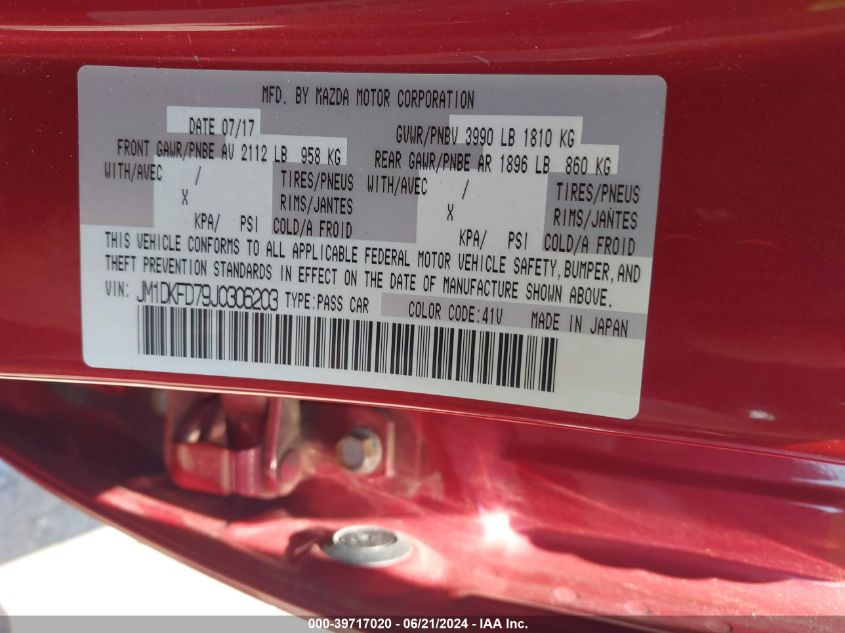 MFD. BY MAZDA MOTOR CORPORATION
DATE 07/17 GVWR/PNBV 3990 LB 1810 KG
FRONT GAWR/PNBE AV 2112 LB 958 KG REAR GAWR/PNBE AR 1896 LB 860 KG
WITH/AVEC / TIRES/PNEUS WITH/AVEC / TIRES/PNEUS
X RIMS/JANTES X RIMS/JANTES
KPA/ PSI COLD/A FROID KPA/ PSI COLD/A FROID
THIS VEHICLE CONFORMS TO ALL APPLICABLE FEDERAL MOTOR VEHICLE SAFETY, BUMPER, AND
THEFT PREVENTION STANDARDS IN EFFECT ON THE DATE OF MANUFACTURE SHOWN ABOVE.
VIN: JM1DKFD79J0306203 TYPE:PASS CAR COLOR CODE:41V MADE IN JAPAN
000-39717020 - 06/21/2024 - IAA Inc.